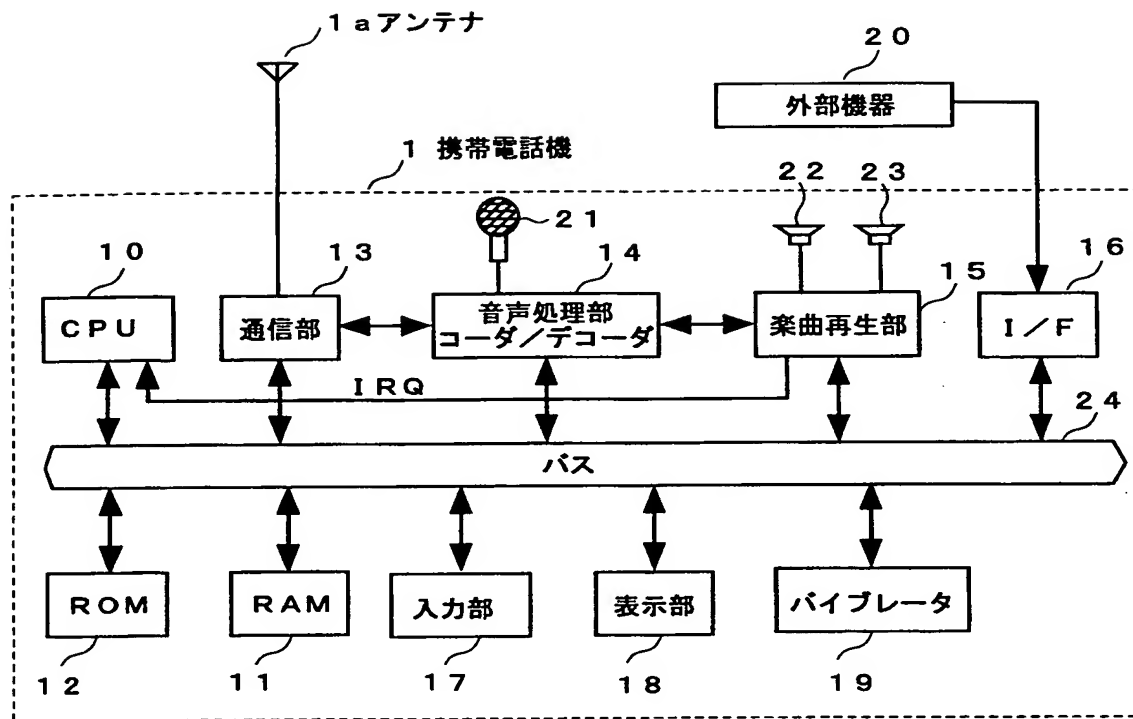 1aアンテナ
20
外部機器
1 携帯電話機
22
23
21
10
13
14
15
16
CPU
通信部
音声処理部
コーダ/デコーダ
楽曲再生部
I/F
IRQ
24
バス
ROM
RAM
入力部
表示部
バイブレータ
12
11
17
18
19